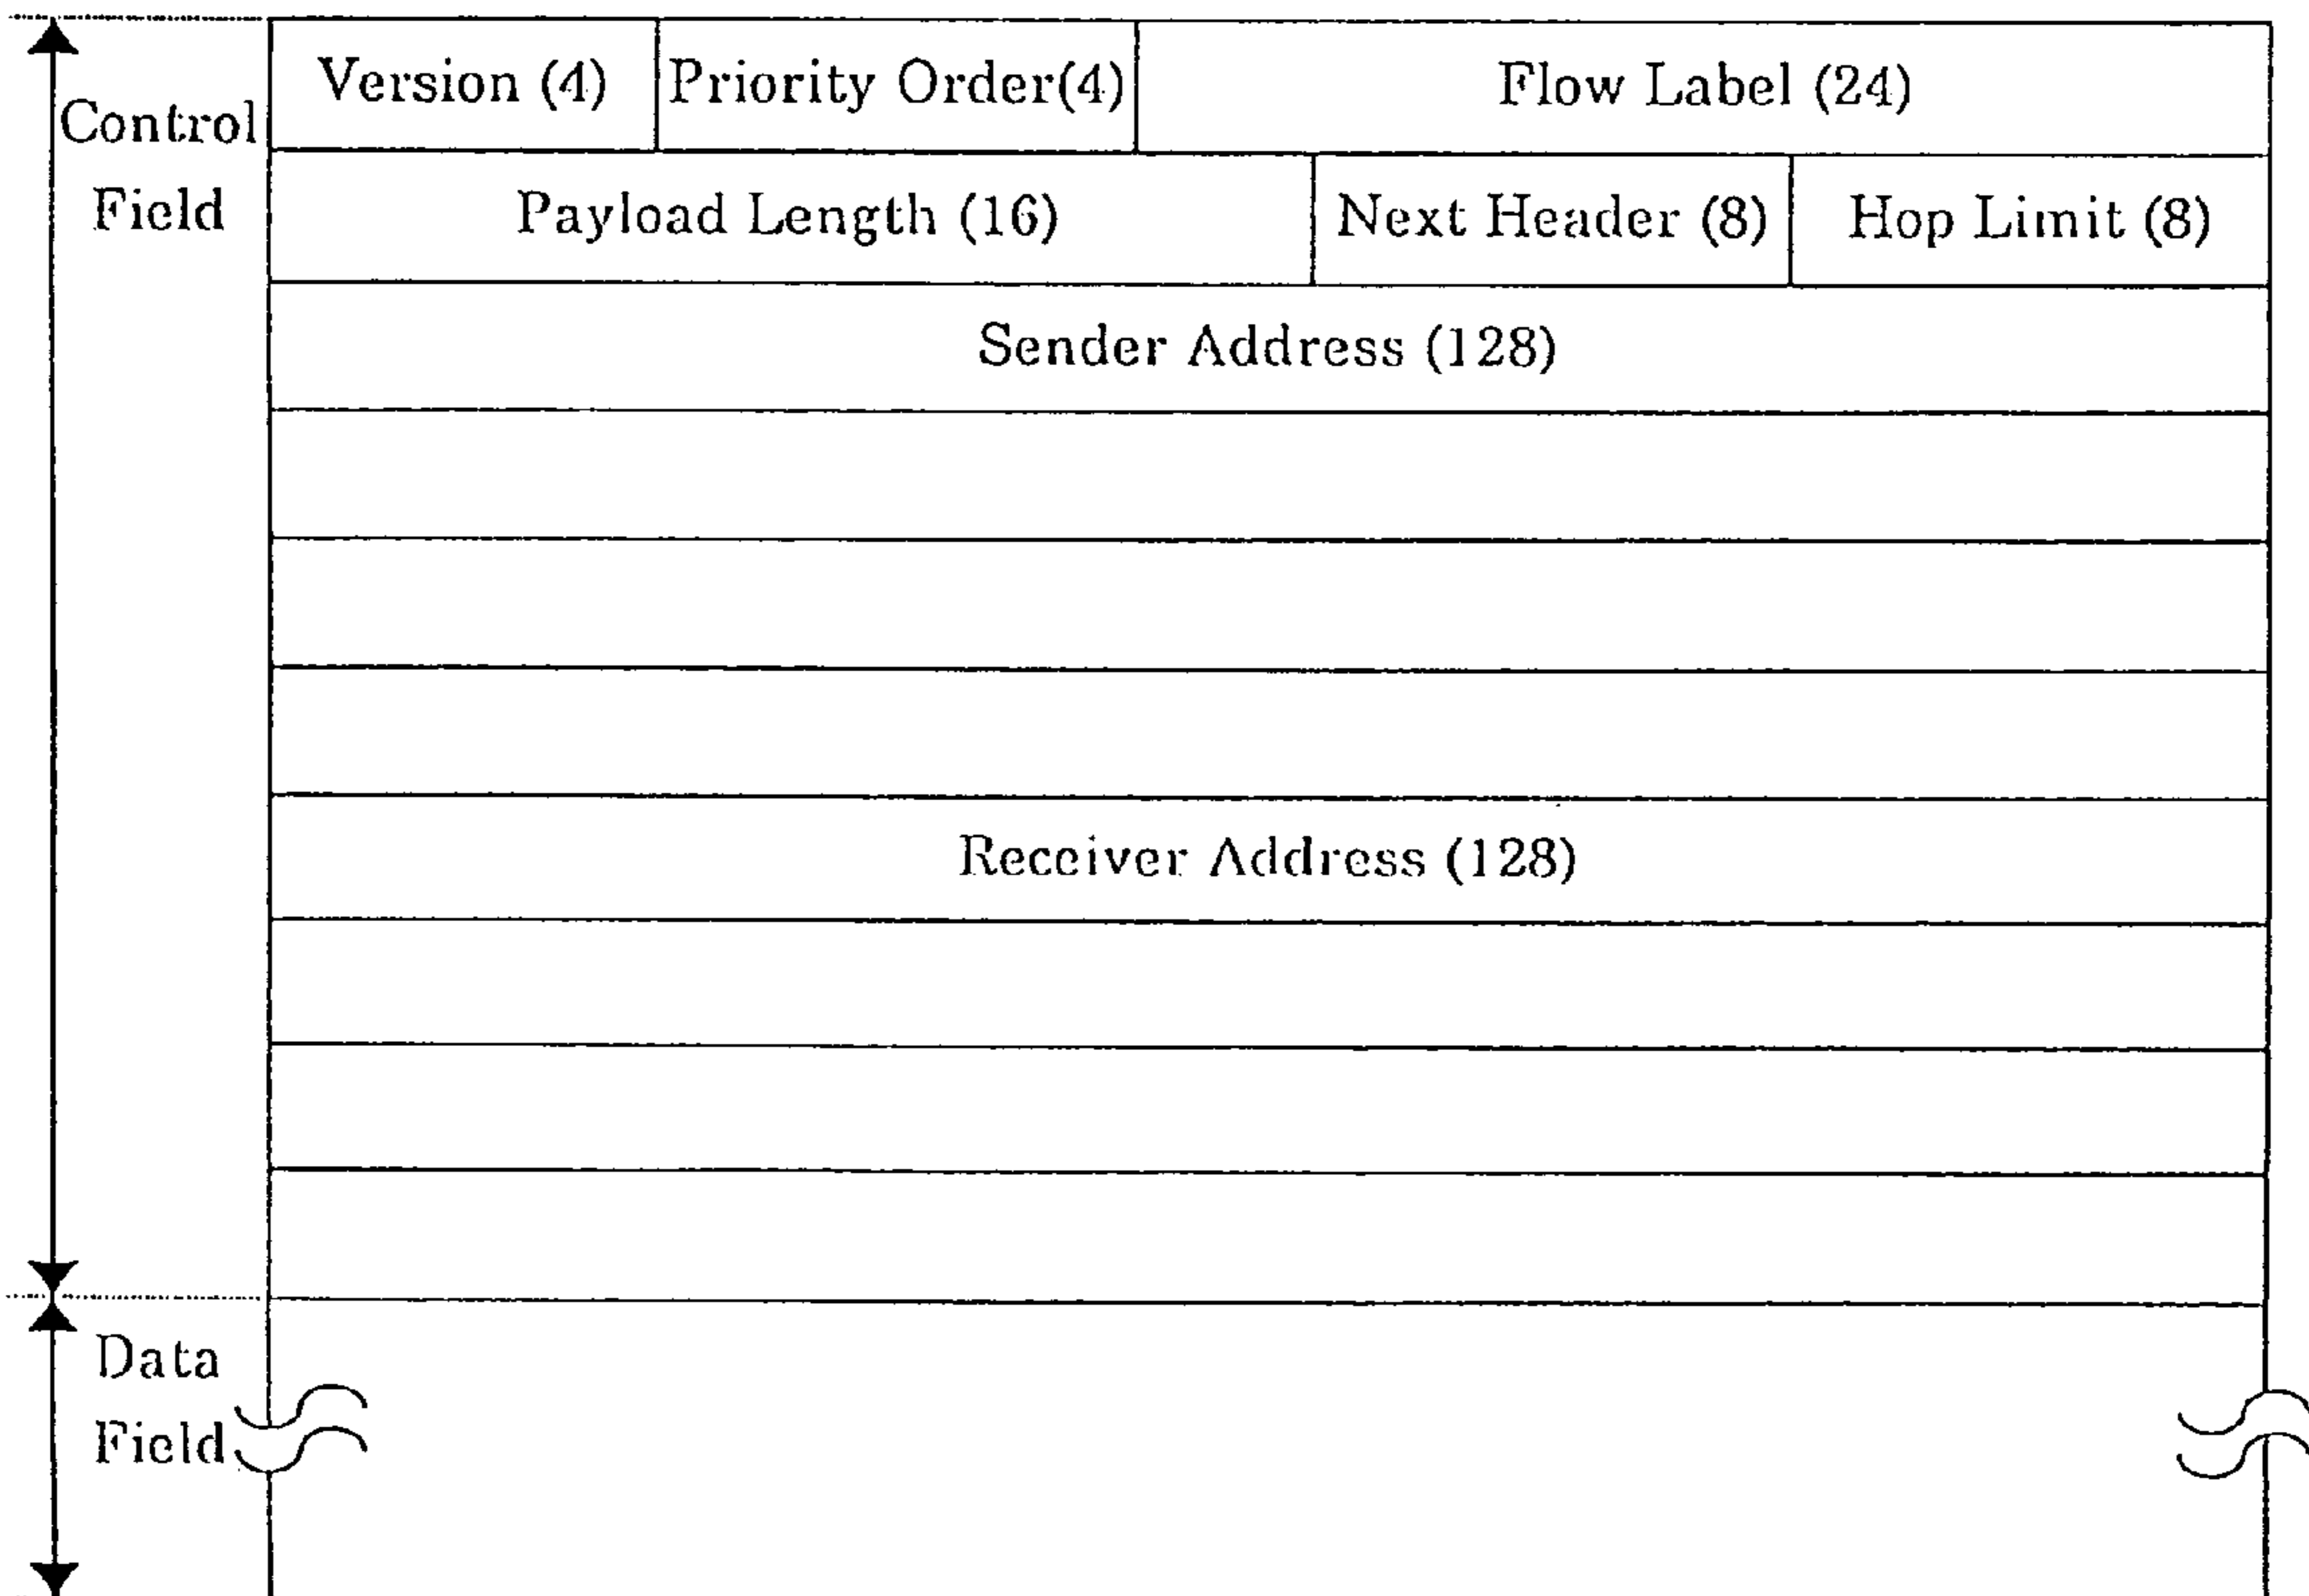 Control
Field
Version (4)
Priority Order(4)
Flow Label (24)
Payload Length (16)
Next Header (8)
Hop Limit (8)
Sender Address (128)
Receiver Address (128)
Data
Field